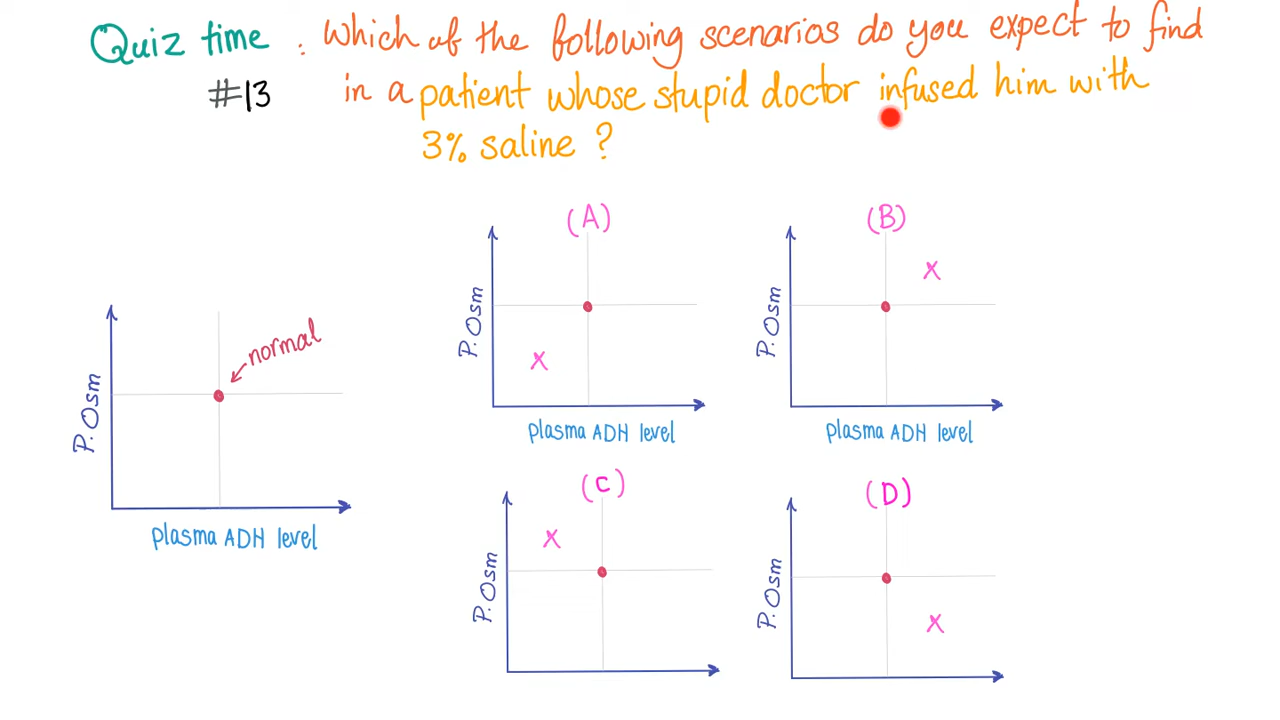 Quiz time : Which of the following scenarios do you expect to find
#13 in a patient whose stupid doctor infused him with
3% saline ?
(A)
(B)
X
X
P. Osm
P. Osm
normal
plasma ADH level
plasma ADH level
P. Osm
(C)
(D)
X
X
plasma ADH level
P. Osm
P. Osm